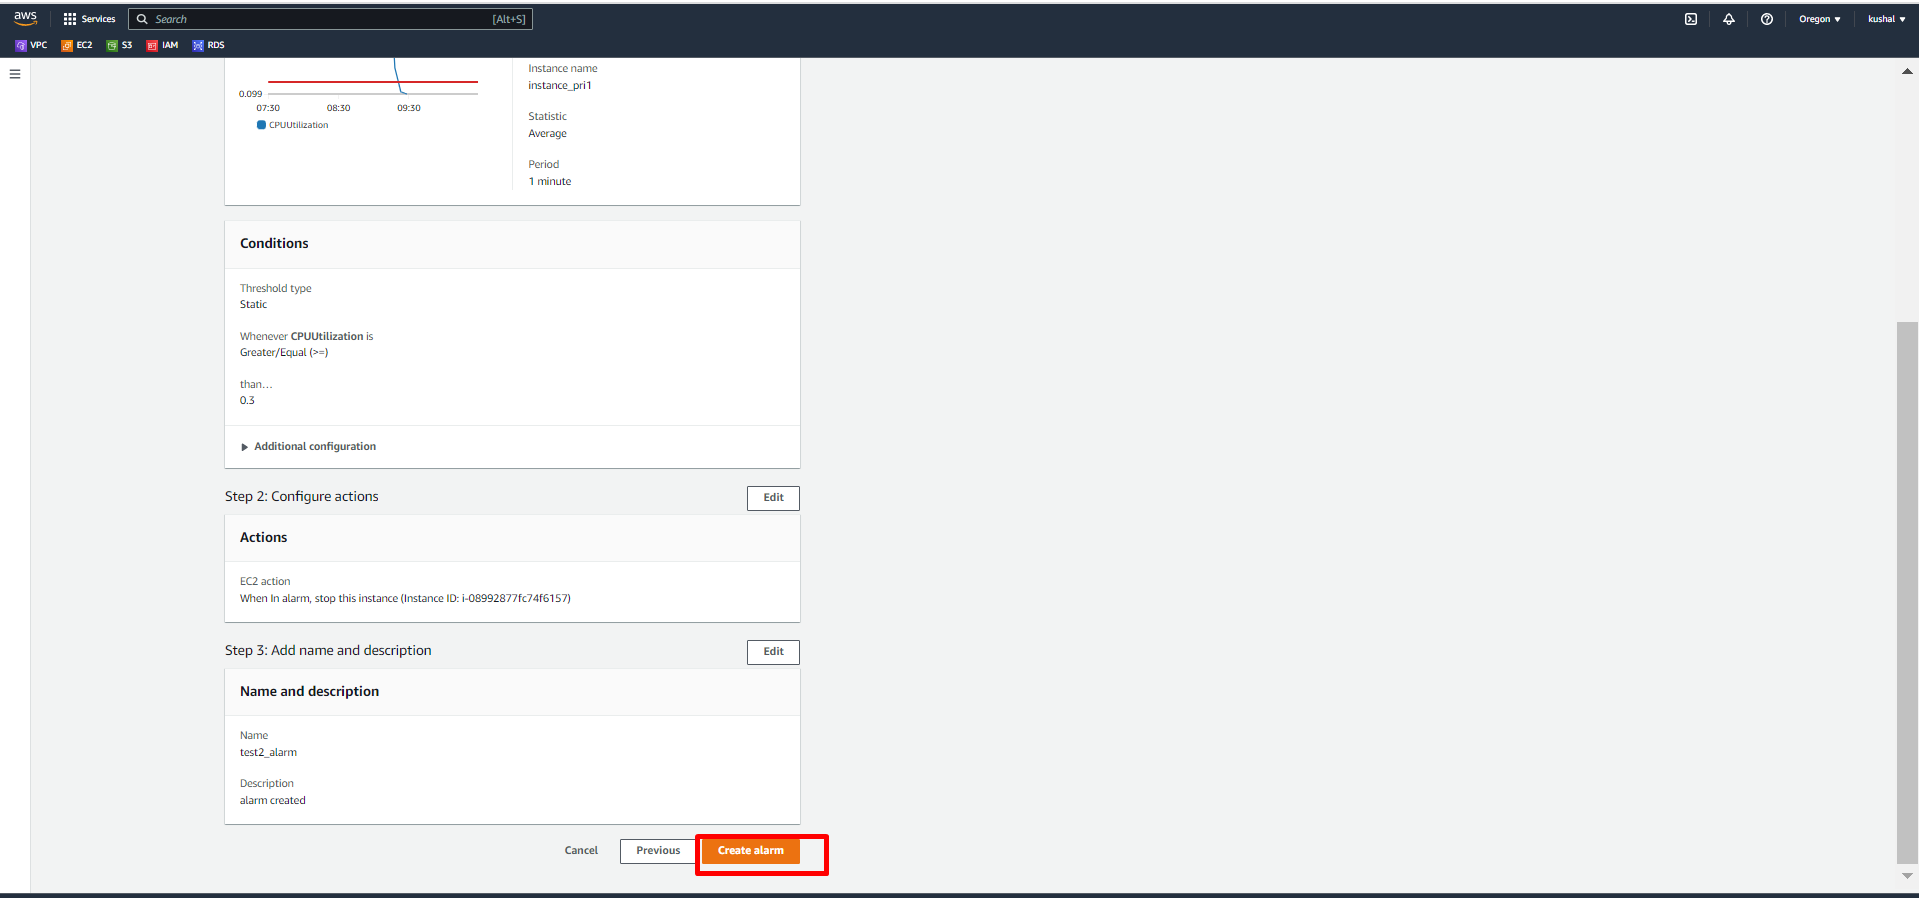 aws
Services
Search
[Alt+S]
Oregon ▼
kushal ▼
VPC
EC2
S3
IAM
RDS
0.099
07:30
08:30
09:30
CPUUtilization
Instance name
instance_pri1
Statistic
Average
Period
1 minute
Conditions
Threshold type
Static
Whenever CPUUtilization is
Greater/Equal (>=)
than...
0.3
Additional configuration
Step 2: Configure actions
Edit
Actions
EC2 action
When In alarm, stop this instance (Instance ID: i-08992877fc74f6157)
Step 3: Add name and description
Edit
Name and description
Name
test2_alarm
Description
alarm created
Cancel
Previous
Create alarm